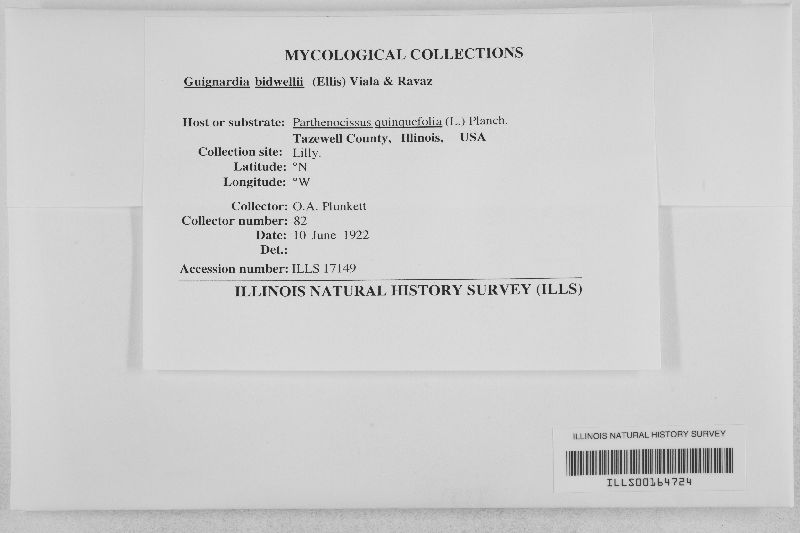 MYCOLOGICAL COLLECTIONS
Guignardia bidwellii (Ellis) Viala & Ravaz
Host or substrate: Parthenocissus quinquefolia (L.) Planch.
Tazewell County, Illinois, USA
Collection site: Lilly.
Latitude: °N
Longitude: °W
Collector: O.A. Plunkett
Collector number: 82
Date: 10 June 1922
Det.:
Accession number: ILLS 17149
ILLINOIS NATURAL HISTORY SURVEY (ILLS)
ILLINOIS NATURAL HISTORY SURVEY
ILLS00164724